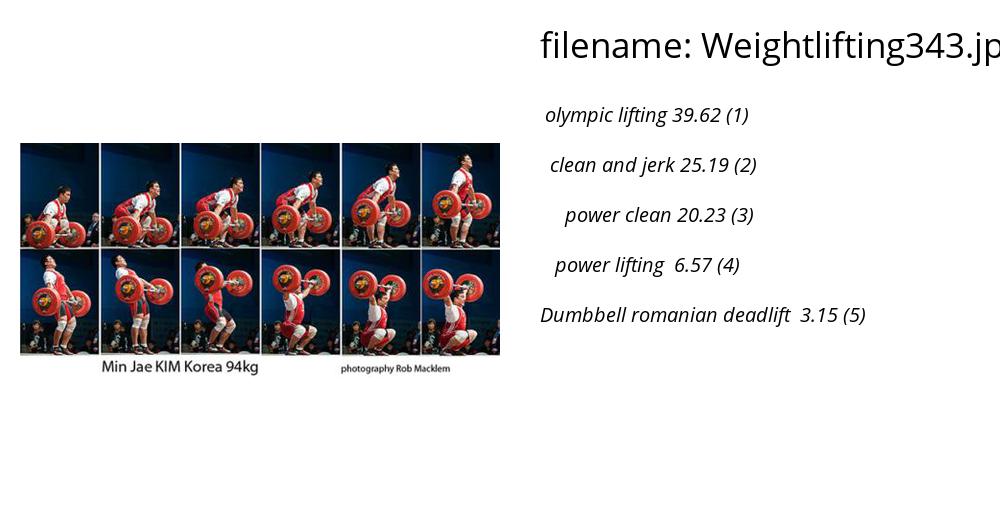 filename: Weightlifting343.jp
olympic lifting 39.62 (1)
clean and jerk 25.19 (2)
power clean 20.23 (3)
power lifting 6.57 (4)
Dumbbell romanian deadlift 3.15 (5)
Min Jae KIM Korea 94kg
photography Rob Macklem